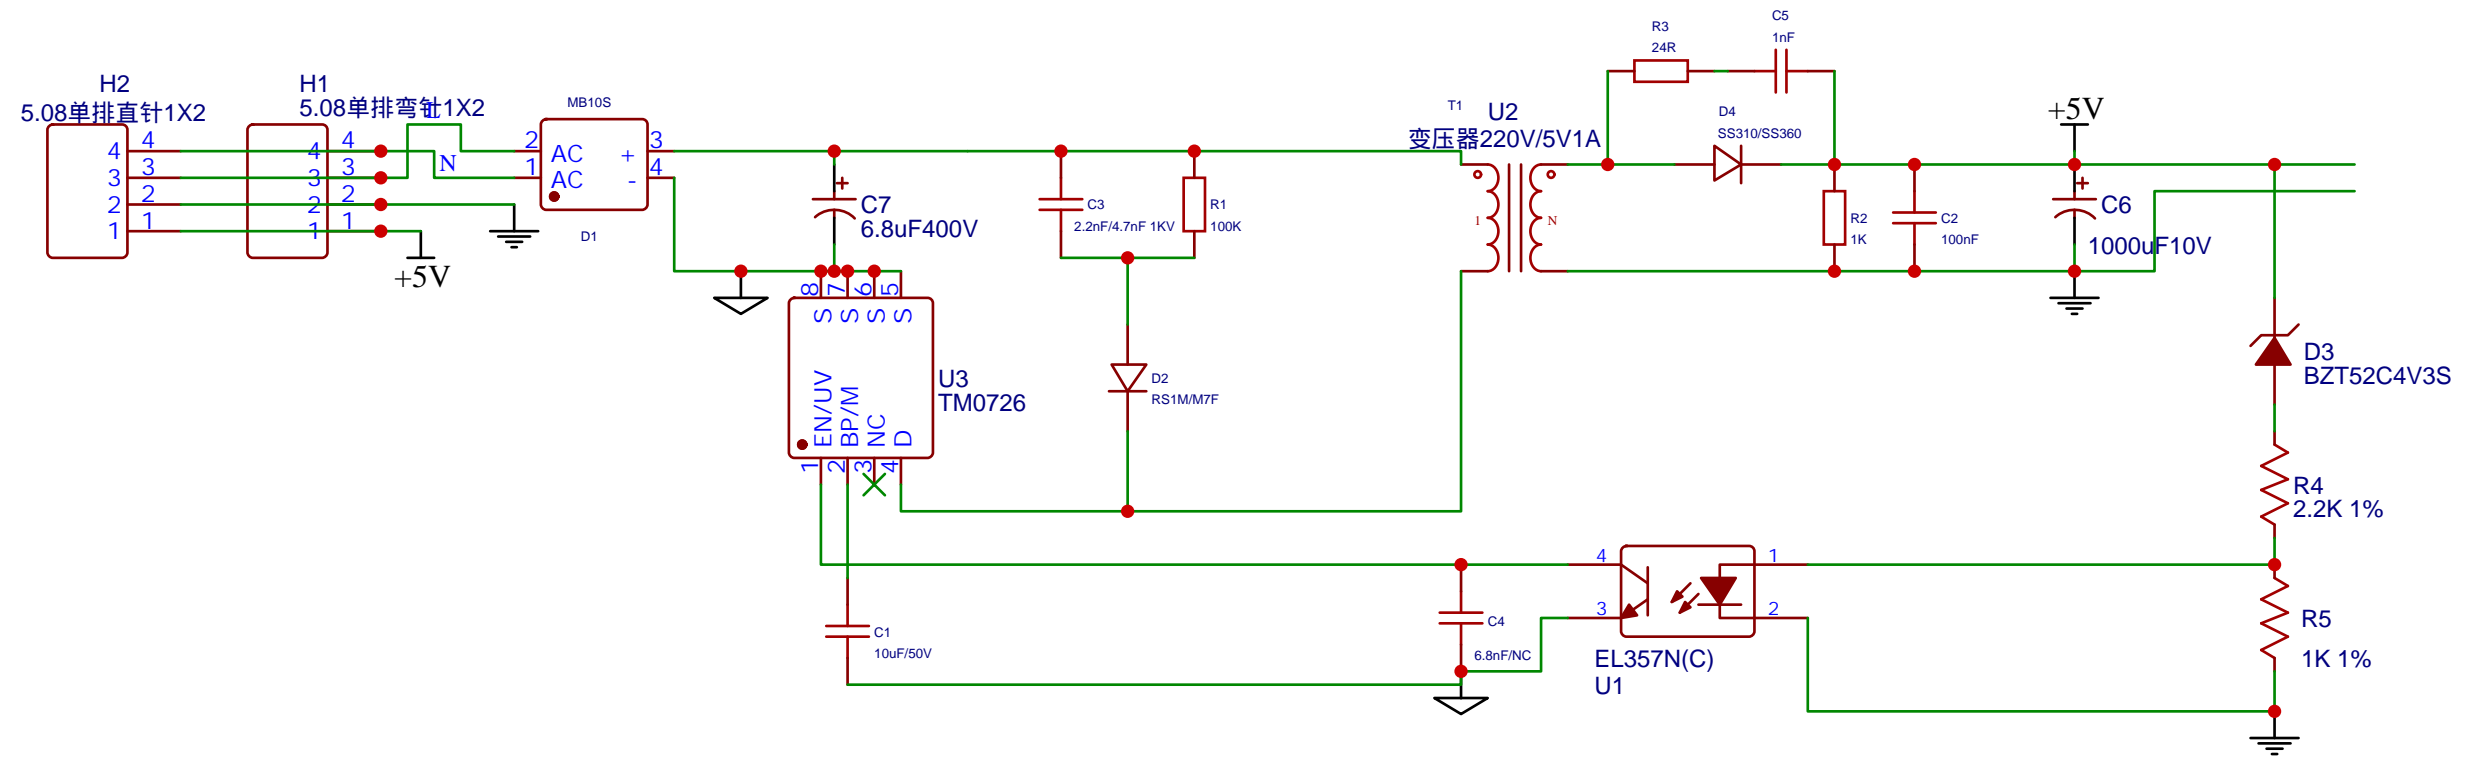 H2
5.08单排直针1X2
4
3
2
1
4
3
2
1
H1
5.08单排弯针1X2
L
4
3
2
1
4
3
2
1
N
+5V
MB10S
2
1
AC
AC
+
-
3
4
D1
C7
6.8uF400V
C3
2.2nF/4.7nF 1KV
R1
100K
8
7
6
5
S
S
S
S
EN/UV
BP/M
NC
D
1
2
3
4
U3
TM0726
D2
RS1M/M7F
C1
10uF/50V
T1
U2
变压器220V/5V1A
1
N
R3
24R
C5
1nF
D4
SS310/SS360
R2
1K
C2
100nF
+5V
C6
1000uF10V
D3
BZT52C4V3S
R4
2.2K 1%
R5
1K 1%
C4
6.8nF/NC
4
3
1
2
EL357N(C)
U1